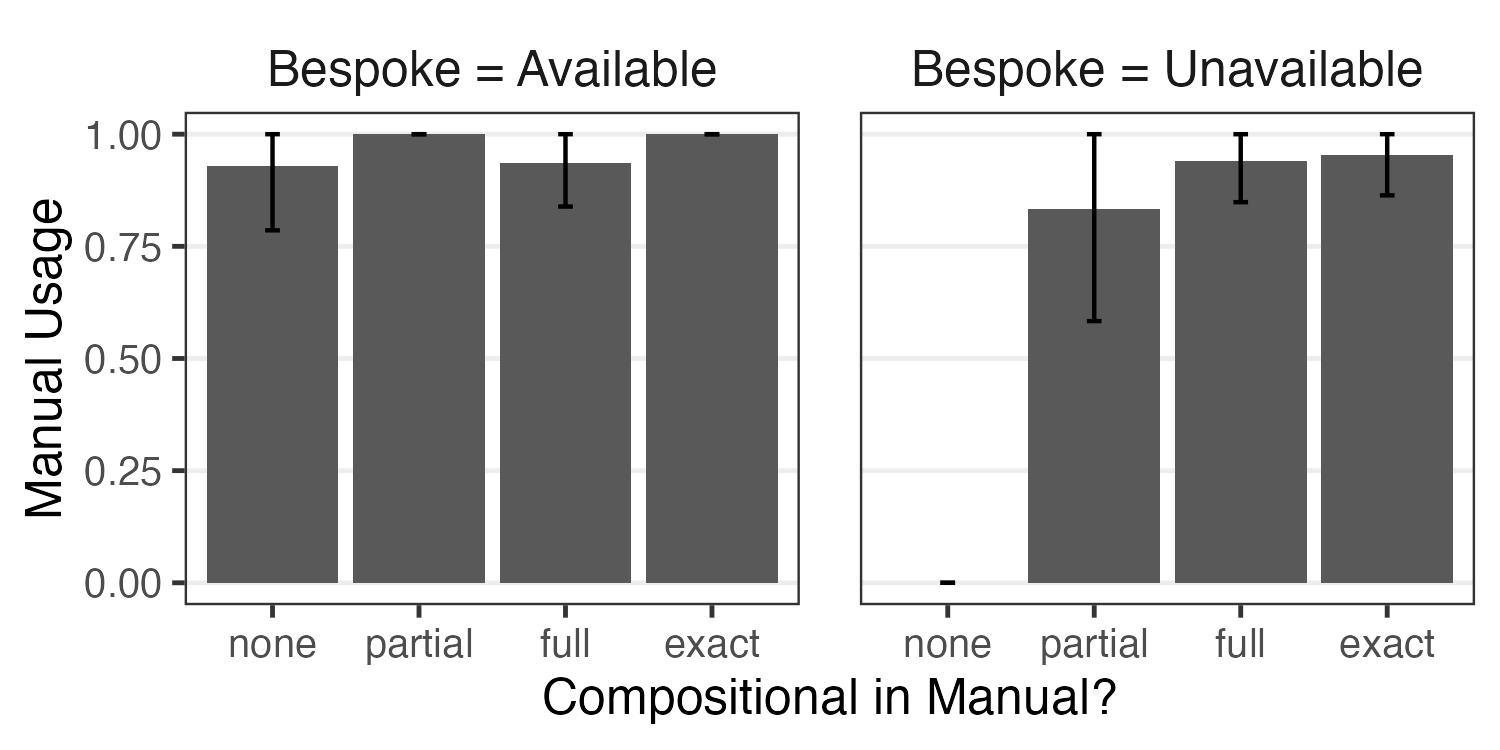 Bespoke = Available
Bespoke = Unavailable
Manual Usage
1.00
0.75
0.50
0.25
0.00
none partial full exact
none partial full exact
Compositional in Manual?